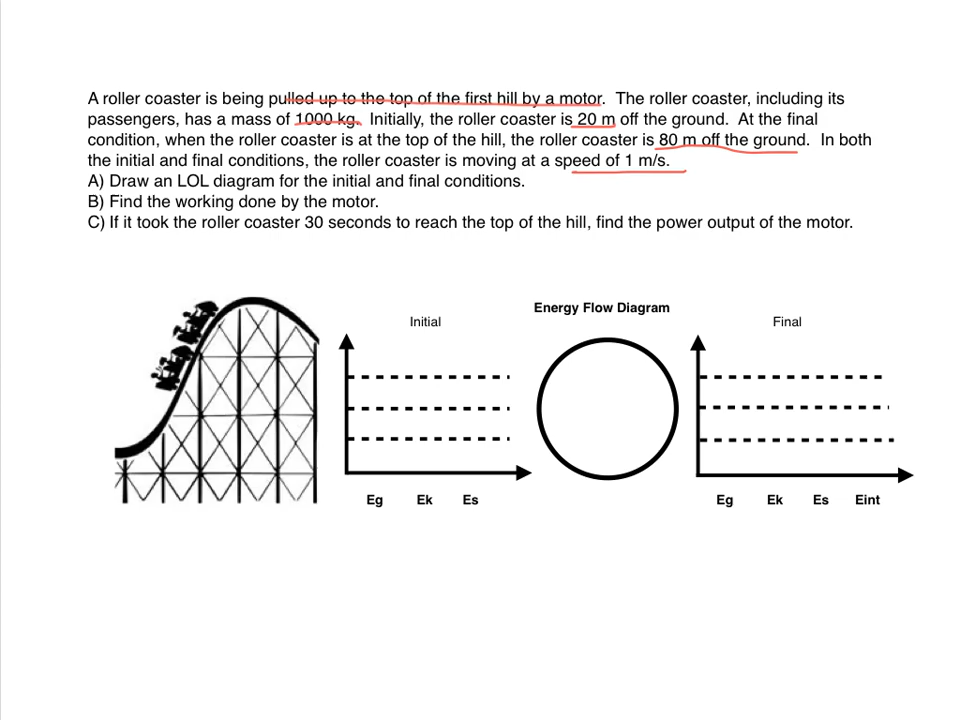 A roller coaster is being pulled up to the top of the first hill by a motor.  The roller coaster, including its
passengers, has a mass of 1000 kg.  Initially, the roller coaster is 20 m off the ground.  At the final
condition, when the roller coaster is at the top of the hill, the roller coaster is 80 m off the ground.  In both
the initial and final conditions, the roller coaster is moving at a speed of 1 m/s.
A) Draw an LOL diagram for the initial and final conditions.
B) Find the working done by the motor.
C) If it took the roller coaster 30 seconds to reach the top of the hill, find the power output of the motor.
Energy Flow Diagram
Initial
Final
Eg Ek Es
Eg Ek Es Eint